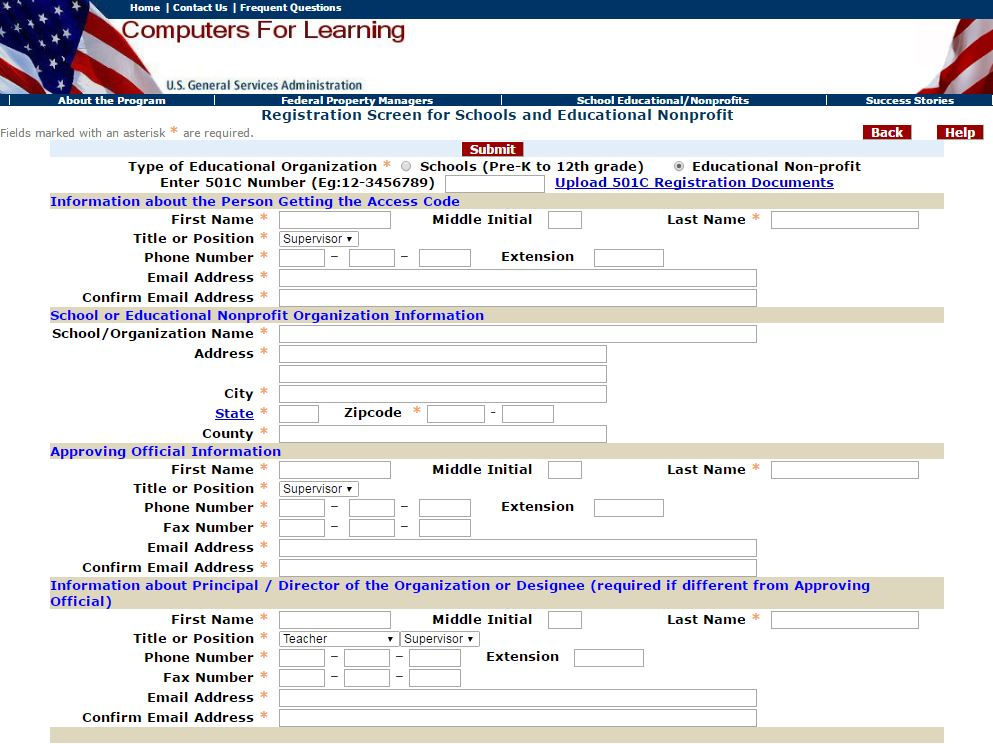 Home | Contact Us | Frequent Questions
Computers For Learning
U.S. General Services Administration
About the Program | Federal Property Managers | School Educational/Nonprofits | Success Stories
Registration Screen for Schools and Educational Nonprofit
Fields marked with an asterisk * are required. Back Help
Submit
Type of Educational Organization * Schools (Pre-K to 12th grade) Educational Non-profit
Enter 501C Number (Eg:12-3456789) Upload 501C Registration Documents
Information about the Person Getting the Access Code
First Name * Middle Initial Last Name *
Title or Position * Supervisor
Phone Number * – – Extension
Email Address *
Confirm Email Address *
School or Educational Nonprofit Organization Information
School/Organization Name *
Address *
City *
State * Zipcode * -
County *
Approving Official Information
First Name * Middle Initial Last Name *
Title or Position * Supervisor
Phone Number * – – Extension
Fax Number * – –
Email Address *
Confirm Email Address *
Information about Principal / Director of the Organization or Designee (required if different from Approving
Official)
First Name * Middle Initial Last Name *
Title or Position * Teacher Supervisor
Phone Number * – – Extension
Fax Number * – –
Email Address *
Confirm Email Address *